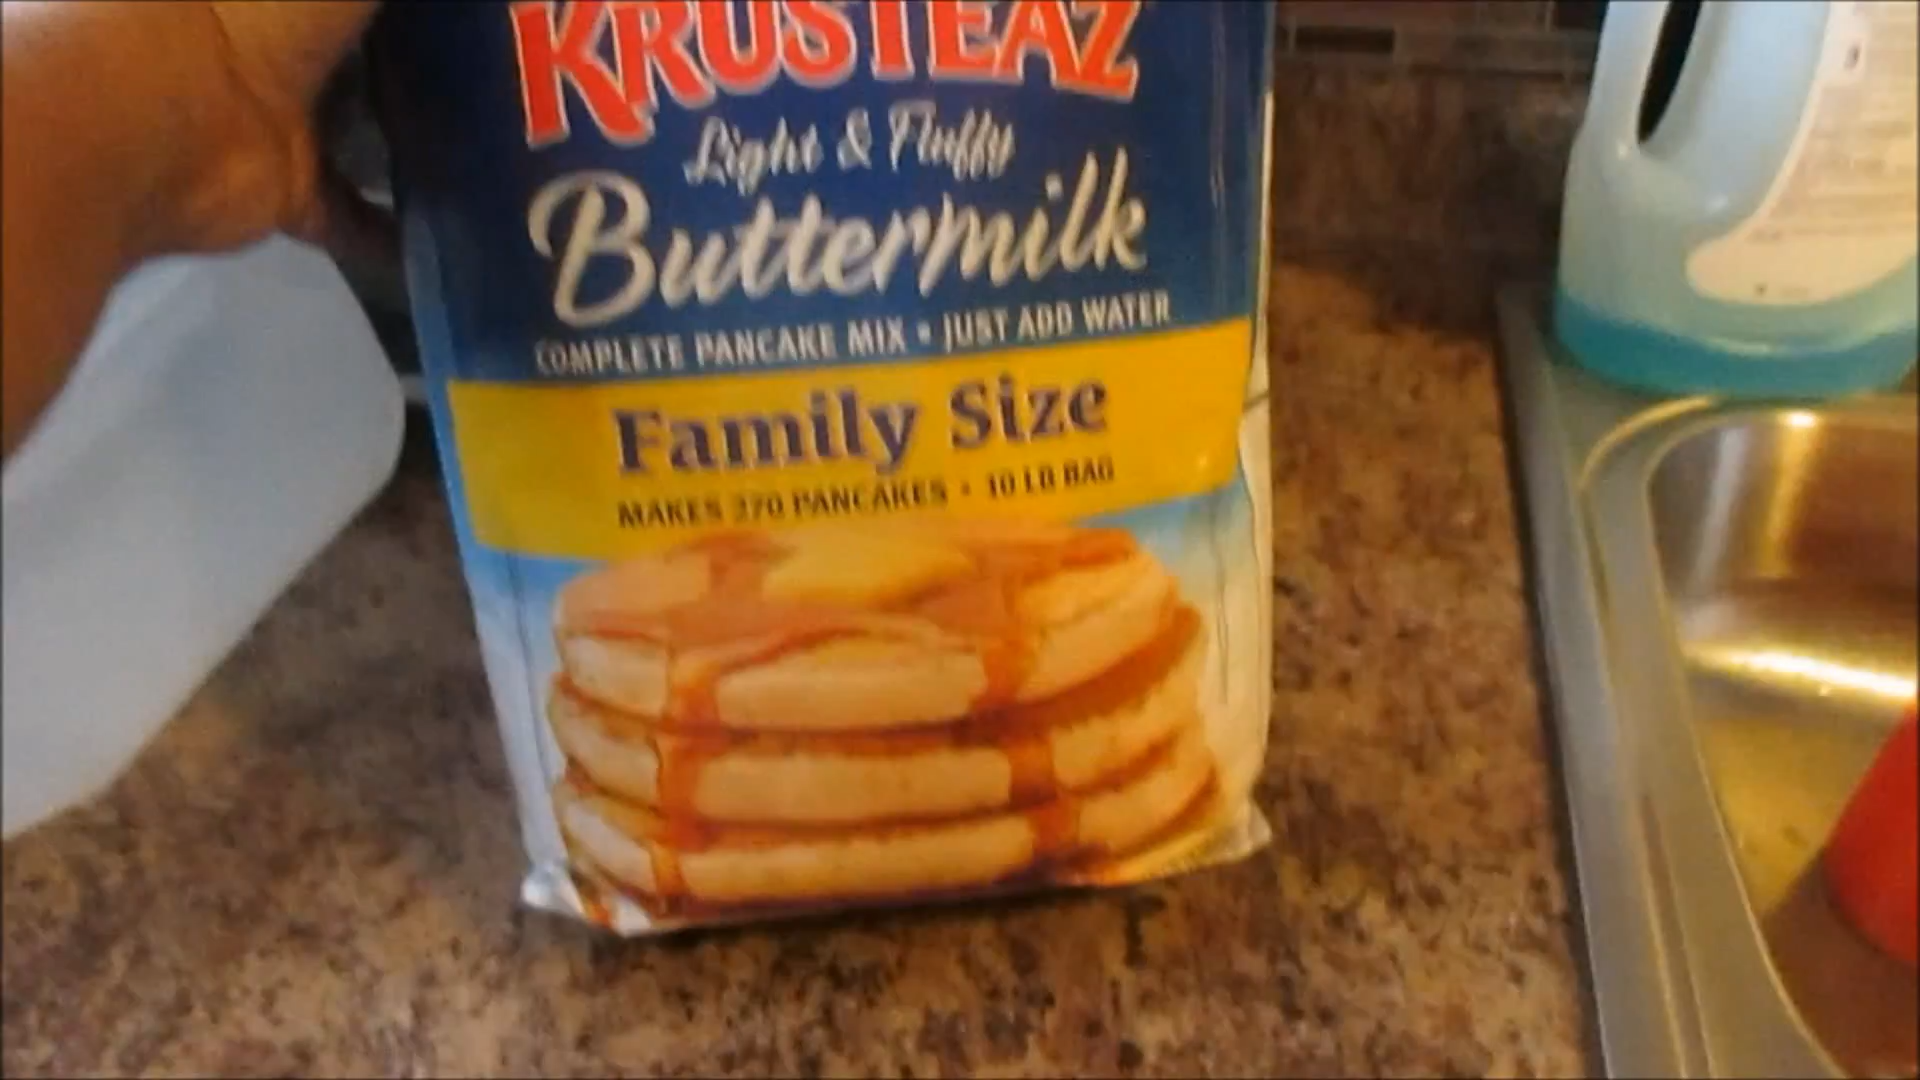 KRUSTEAZ
Light & Fluffy
Buttermilk
COMPLETE PANCAKE MIX • JUST ADD WATER
Family Size
MAKES 270 PANCAKES • 10 LB BAG